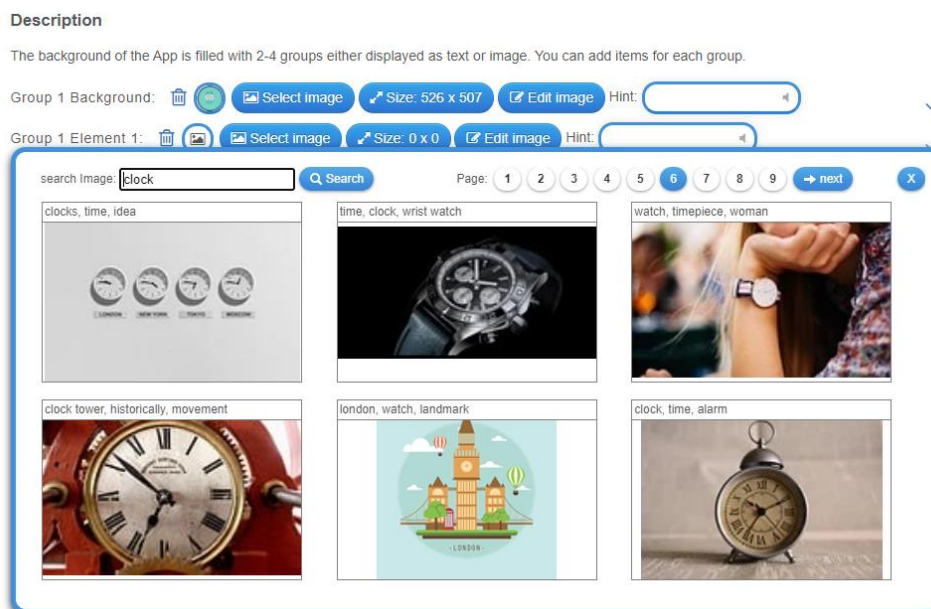 Description
The background of the App is filled with 2-4 groups either displayed as text or image. You can add items for each group.
Group 1 Background: Select image Size: 526 x 507 Edit image Hint:
Group 1 Element 1: Select image Size: 0 x 0 Edit image Hint:
search Image: clock Search Page: 1 2 3 4 5 6 7 8 9 next X
clocks, time, idea
time, clock, wrist watch
watch, timepiece, woman
LONDON NEW YORK TOKYO MOSCOW
clock tower, historically, movement
london, watch, landmark
clock, time, alarm
- LONDON -